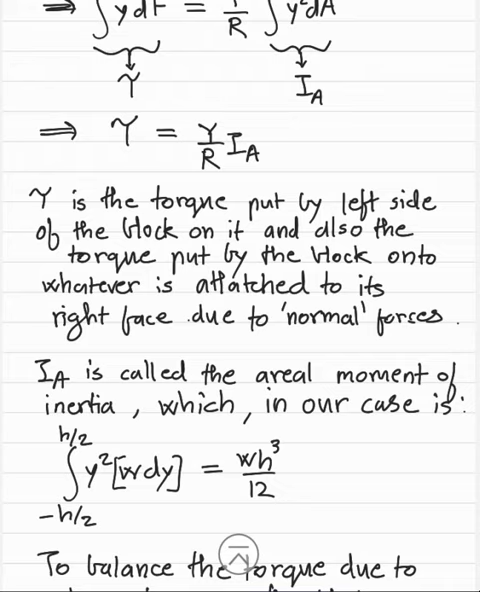 ⟹ ∫ y dF = Y/R ∫ y²dA
γ I_A
⟹ γ = Y/R I_A
γ is the torque put by left side
of the block on it and also the
torque put by the block onto
whatever is attatched to its
right face due to 'normal' forces.
I_A is called the areal moment of
inertia, which, in our case is:
h/2
∫ y²[wdy] = wh³/12
-h/2
To balance the torque due to